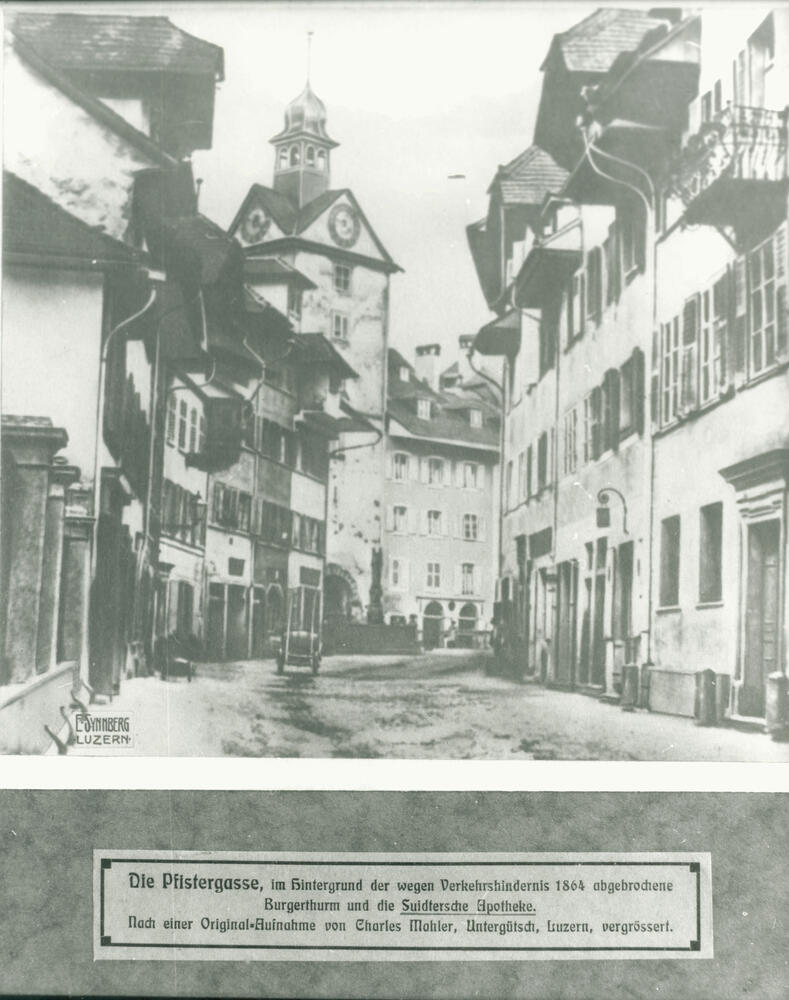 E. SYNNBERG
LUZERN
Die Pfistergasse, im Hintergrund der wegen Verkehrshindernis 1864 abgebrochene
Burgerthurm und die Suidtersche Apotheke.
Nach einer Original-Aufnahme von Charles Mahler, Untergütsch, Luzern, vergrössert.